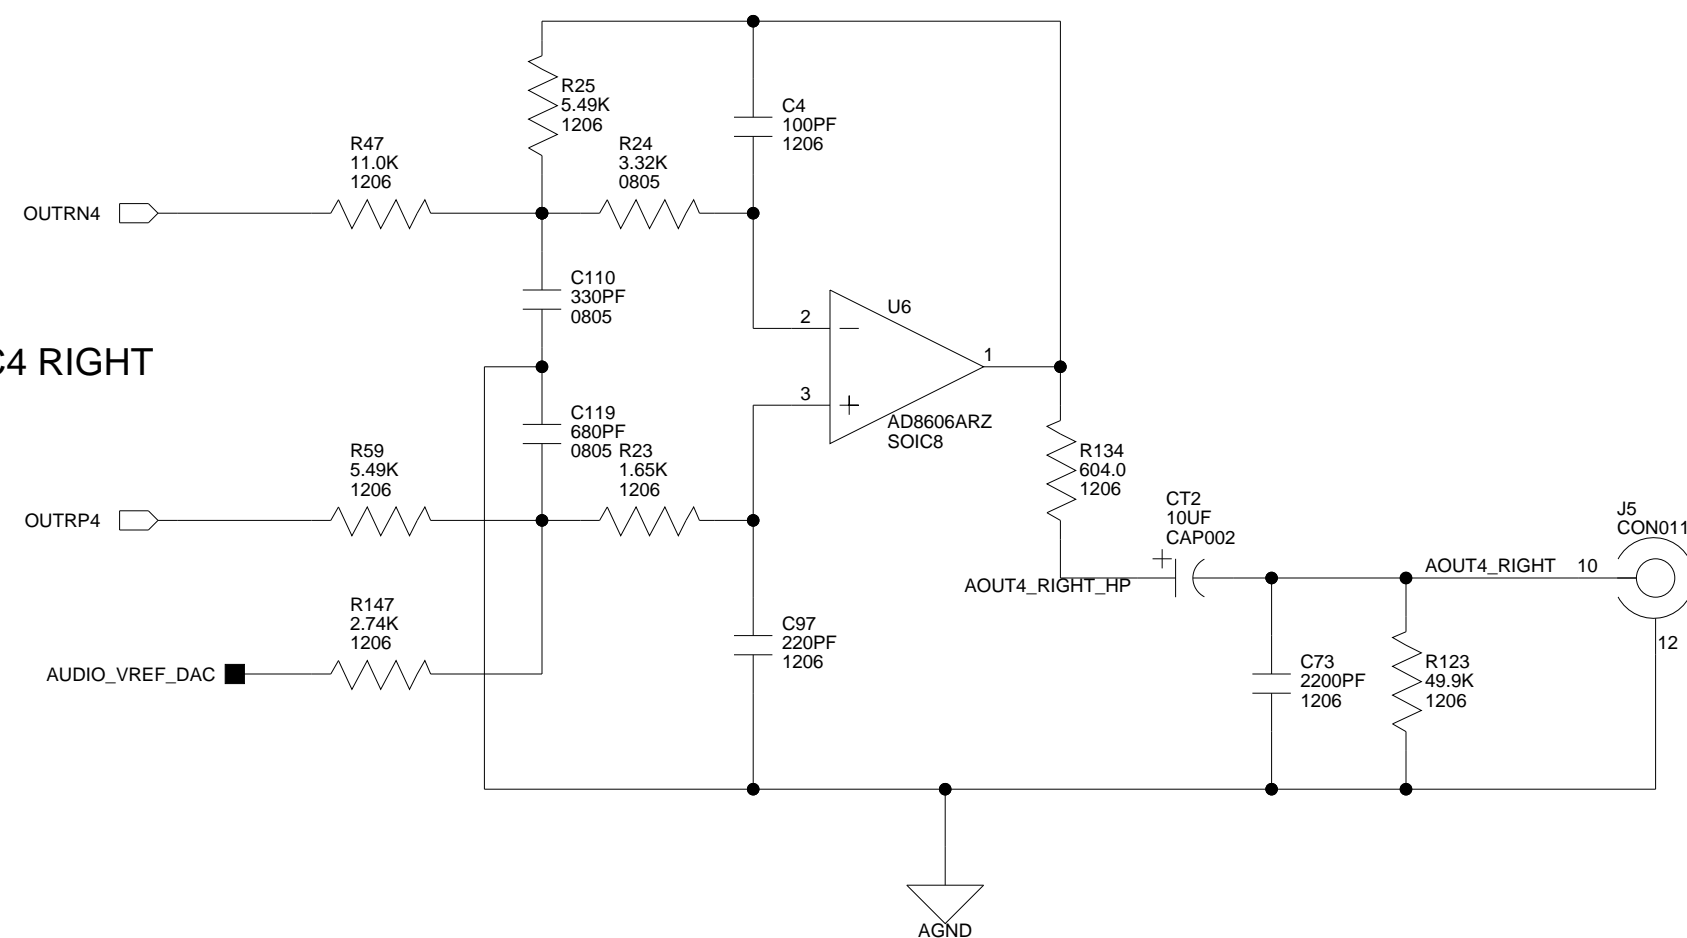 R25
5.49K
1206
C4
100PF
1206
R47
11.0K
1206
R24
3.32K
0805
OUTRN4
C110
330PF
0805
U6
2
1
3
AD8606ARZ
SOIC8
C4 RIGHT
C119
680PF
0805
R23
1.65K
1206
R59
5.49K
1206
OUTRP4
R134
604.0
1206
CT2
10UF
CAP002
J5
CON011
AOUT4_RIGHT_HP
AOUT4_RIGHT
10
12
R147
2.74K
1206
AUDIO_VREF_DAC
C97
220PF
1206
C73
2200PF
1206
R123
49.9K
1206
AGND